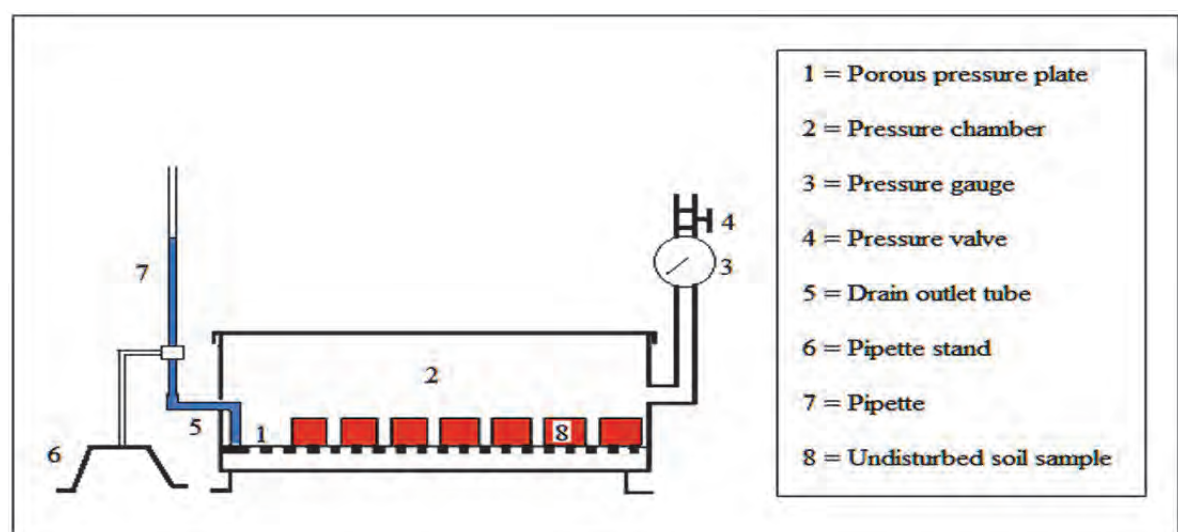 1 = Porous pressure plate
2 = Pressure chamber
3 = Pressure gauge
4 = Pressure valve
5 = Drain outlet tube
6 = Pipette stand
7 = Pipette
8 = Undisturbed soil sample
4
3
7
2
5
1
8
6